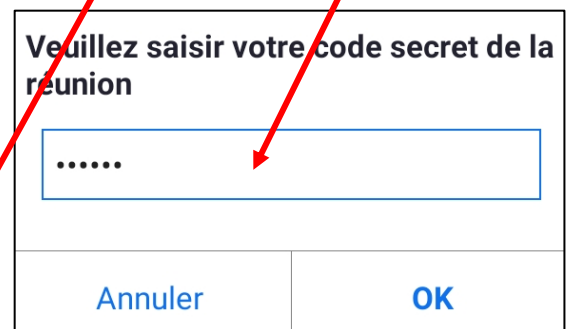 Veuillez saisir votre code secret de la
réunion
••••••
Annuler
OK